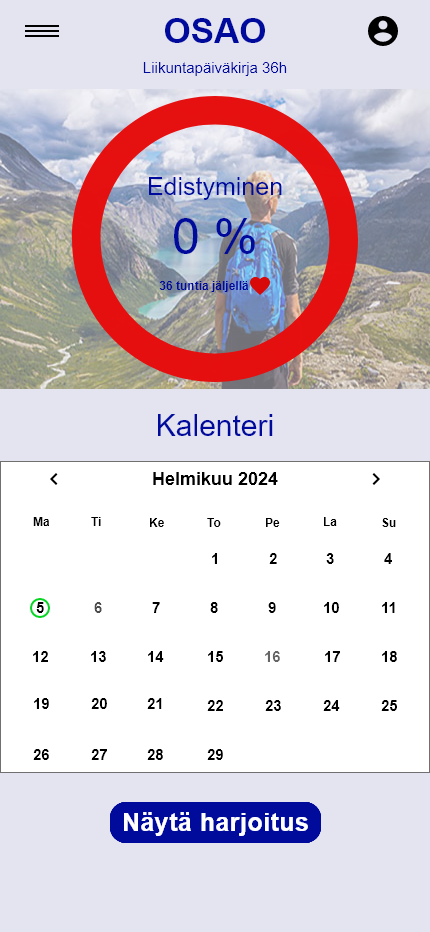 OSAO
Liikuntapäiväkirja 36h
Edistyminen
0 %
36 tuntia jäljellä
Kalenteri
Helmikuu 2024
Ma Ti Ke To Pe La Su
1 2 3 4
5 6 7 8 9 10 11
12 13 14 15 16 17 18
19 20 21 22 23 24 25
26 27 28 29
Näytä harjoitus